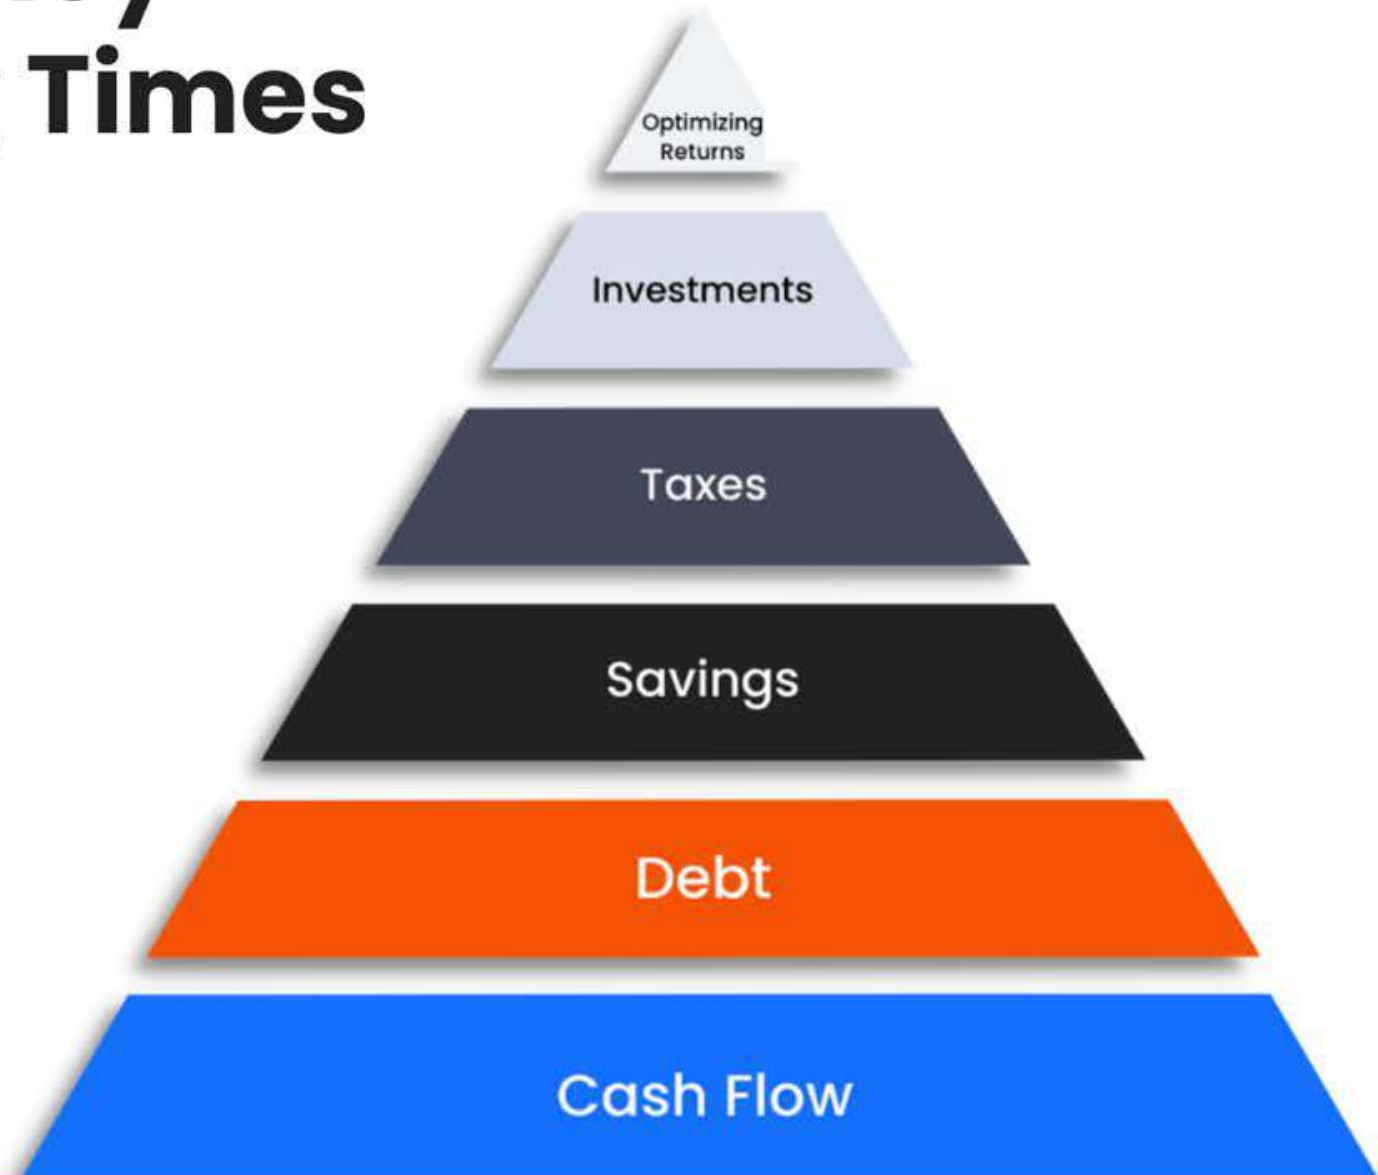 Times
Optimizing
Returns
Investments
Taxes
Savings
Debt
Cash Flow